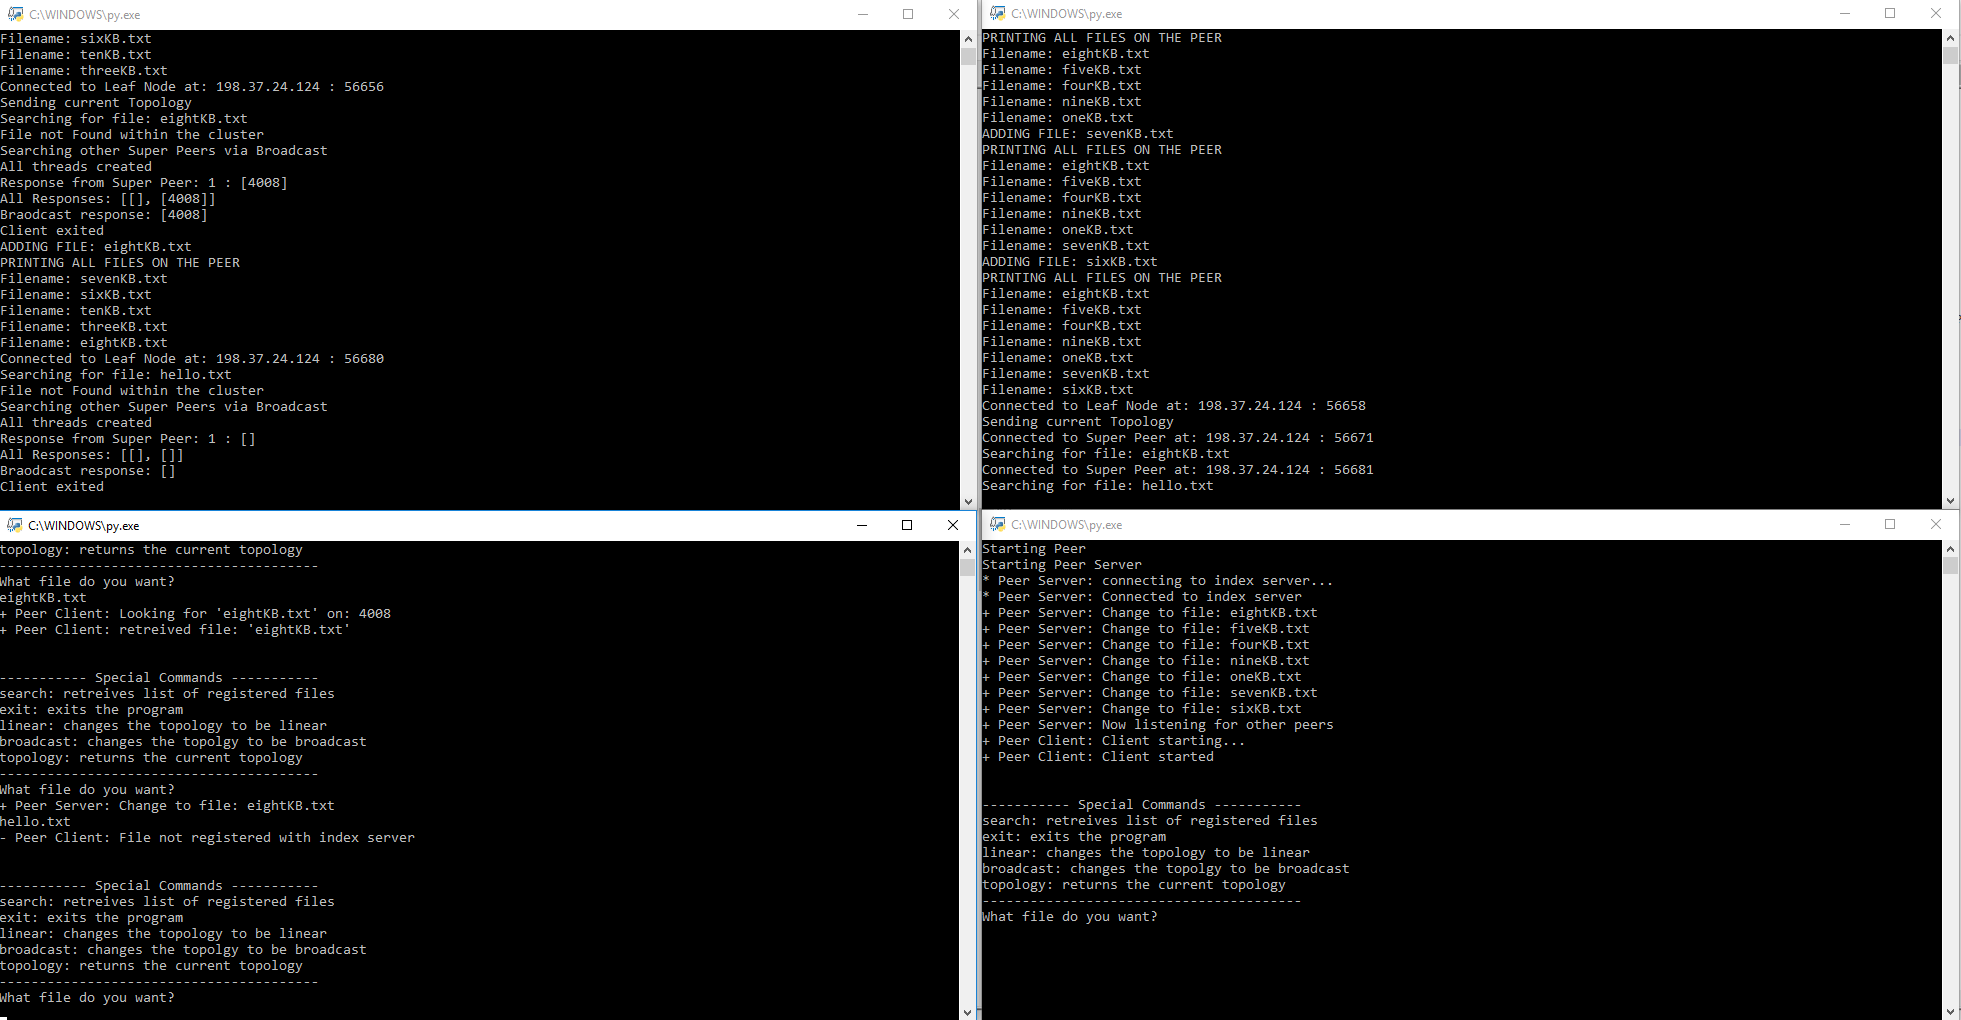 C:\WINDOWS\py.exe
Filename: sixKB.txt
Filename: tenKB.txt
Filename: threeKB.txt
Connected to Leaf Node at: 198.37.24.124 : 56656
Sending current Topology
Searching for file: eightKB.txt
File not Found within the cluster
Searching other Super Peers via Broadcast
All threads created
Response from Super Peer: 1 : [4008]
All Responses: [[], [4008]]
Braodcast response: [4008]
Client exited
ADDING FILE: eightKB.txt
PRINTING ALL FILES ON THE PEER
Filename: sevenKB.txt
Filename: sixKB.txt
Filename: tenKB.txt
Filename: threeKB.txt
Filename: eightKB.txt
Connected to Leaf Node at: 198.37.24.124 : 56680
Searching for file: hello.txt
File not Found within the cluster
Searching other Super Peers via Broadcast
All threads created
Response from Super Peer: 1 : []
All Responses: [[], []]
Braodcast response: []
Client exited
C:\WINDOWS\py.exe
PRINTING ALL FILES ON THE PEER
Filename: eightKB.txt
Filename: fiveKB.txt
Filename: fourKB.txt
Filename: nineKB.txt
Filename: oneKB.txt
ADDING FILE: sevenKB.txt
PRINTING ALL FILES ON THE PEER
Filename: eightKB.txt
Filename: fiveKB.txt
Filename: fourKB.txt
Filename: nineKB.txt
Filename: oneKB.txt
Filename: sevenKB.txt
ADDING FILE: sixKB.txt
PRINTING ALL FILES ON THE PEER
Filename: eightKB.txt
Filename: fiveKB.txt
Filename: fourKB.txt
Filename: nineKB.txt
Filename: oneKB.txt
Filename: sevenKB.txt
Filename: sixKB.txt
Connected to Leaf Node at: 198.37.24.124 : 56658
Sending current Topology
Connected to Super Peer at: 198.37.24.124 : 56671
Searching for file: eightKB.txt
Connected to Super Peer at: 198.37.24.124 : 56681
Searching for file: hello.txt
C:\WINDOWS\py.exe
topology: returns the current topology
----------------------------------------
What file do you want?
eightKB.txt
+ Peer Client: Looking for 'eightKB.txt' on: 4008
+ Peer Client: retreived file: 'eightKB.txt'
----------- Special Commands -----------
search: retreives list of registered files
exit: exits the program
linear: changes the topology to be linear
broadcast: changes the topolgy to be broadcast
topology: returns the current topology
----------------------------------------
What file do you want?
+ Peer Server: Change to file: eightKB.txt
hello.txt
- Peer Client: File not registered with index server
----------- Special Commands -----------
search: retreives list of registered files
exit: exits the program
linear: changes the topology to be linear
broadcast: changes the topolgy to be broadcast
topology: returns the current topology
----------------------------------------
What file do you want?
C:\WINDOWS\py.exe
Starting Peer
Starting Peer Server
* Peer Server: connecting to index server...
* Peer Server: Connected to index server
+ Peer Server: Change to file: eightKB.txt
+ Peer Server: Change to file: fiveKB.txt
+ Peer Server: Change to file: fourKB.txt
+ Peer Server: Change to file: nineKB.txt
+ Peer Server: Change to file: oneKB.txt
+ Peer Server: Change to file: sevenKB.txt
+ Peer Server: Change to file: sixKB.txt
+ Peer Server: Now listening for other peers
+ Peer Client: Client starting...
+ Peer Client: Client started
----------- Special Commands -----------
search: retreives list of registered files
exit: exits the program
linear: changes the topology to be linear
broadcast: changes the topolgy to be broadcast
topology: returns the current topology
----------------------------------------
What file do you want?